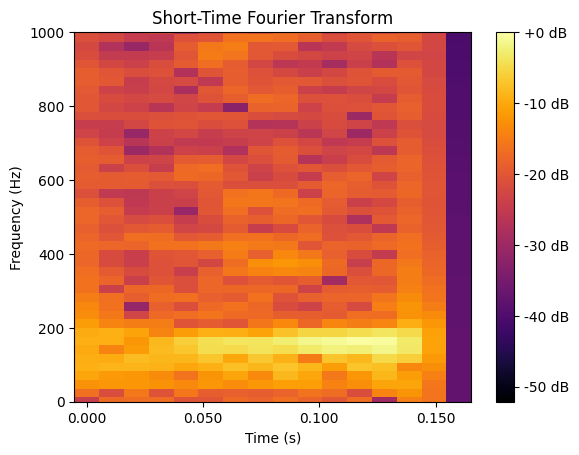 Short-Time Fourier Transform
1000
800
600
400
200
0
Frequency (Hz)
0.000
0.050
0.100
0.150
Time (s)
+0 dB
-10 dB
-20 dB
-30 dB
-40 dB
-50 dB